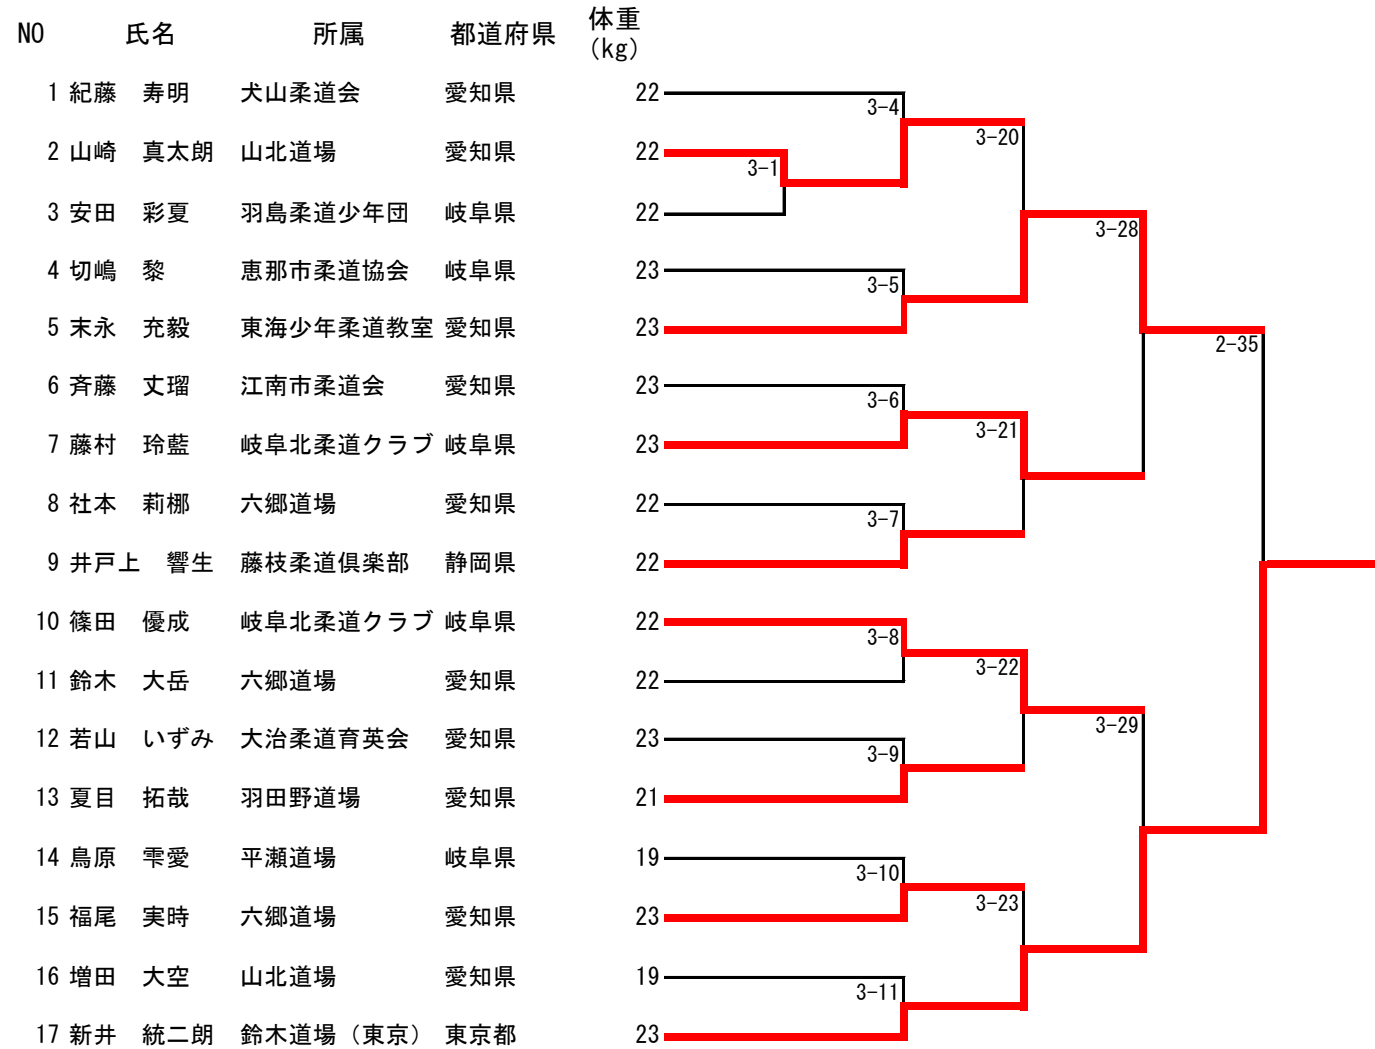 NO 氏名 所属 都道府県 体重
(kg)
1 紀藤 寿明 犬山柔道会 愛知県 22
3-4
3-20
2 山崎 真太朗 山北道場 愛知県 22
3-1
3 安田 彩夏 羽島柔道少年団 岐阜県 22
3-28
4 切嶋 黎 恵那市柔道協会 岐阜県 23
3-5
5 末永 充毅 東海少年柔道教室 愛知県 23
2-35
6 斉藤 丈瑠 江南市柔道会 愛知県 23
3-6
3-21
7 藤村 玲藍 岐阜北柔道クラブ 岐阜県 23
8 社本 莉梛 六郷道場 愛知県 22
3-7
9 井戸上 響生 藤枝柔道倶楽部 静岡県 22
10 篠田 優成 岐阜北柔道クラブ 岐阜県 22
3-8
3-22
11 鈴木 大岳 六郷道場 愛知県 22
3-29
12 若山 いずみ 大治柔道育英会 愛知県 23
3-9
13 夏目 拓哉 羽田野道場 愛知県 21
14 鳥原 雫愛 平瀬道場 岐阜県 19
3-10
3-23
15 福尾 実時 六郷道場 愛知県 23
16 増田 大空 山北道場 愛知県 19
3-11
17 新井 統二朗 鈴木道場（東京） 東京都 23